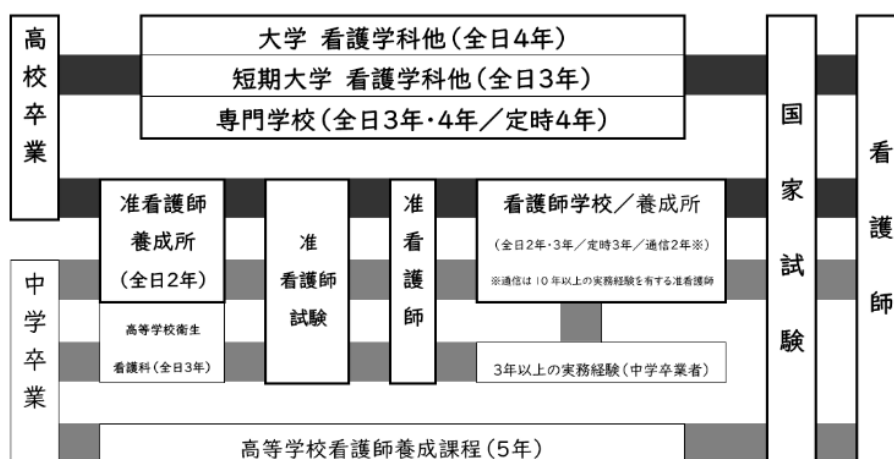 高校卒業
大学 看護学科他(全日4年)
短期大学 看護学科他(全日3年)
専門学校(全日3年・4年/定時4年)
国家試験
看護師
准看護師
養成所
(全日2年)
准
看護師
試験
准看護師
看護師学校/養成所
(全日2年・3年/定時3年/通信2年※)
※通信は10年以上の実務経験を有する准看護師
中学卒業
高等学校衛生
看護科(全日3年)
3年以上の実務経験(中学卒業者)
高等学校看護師養成課程(5年)